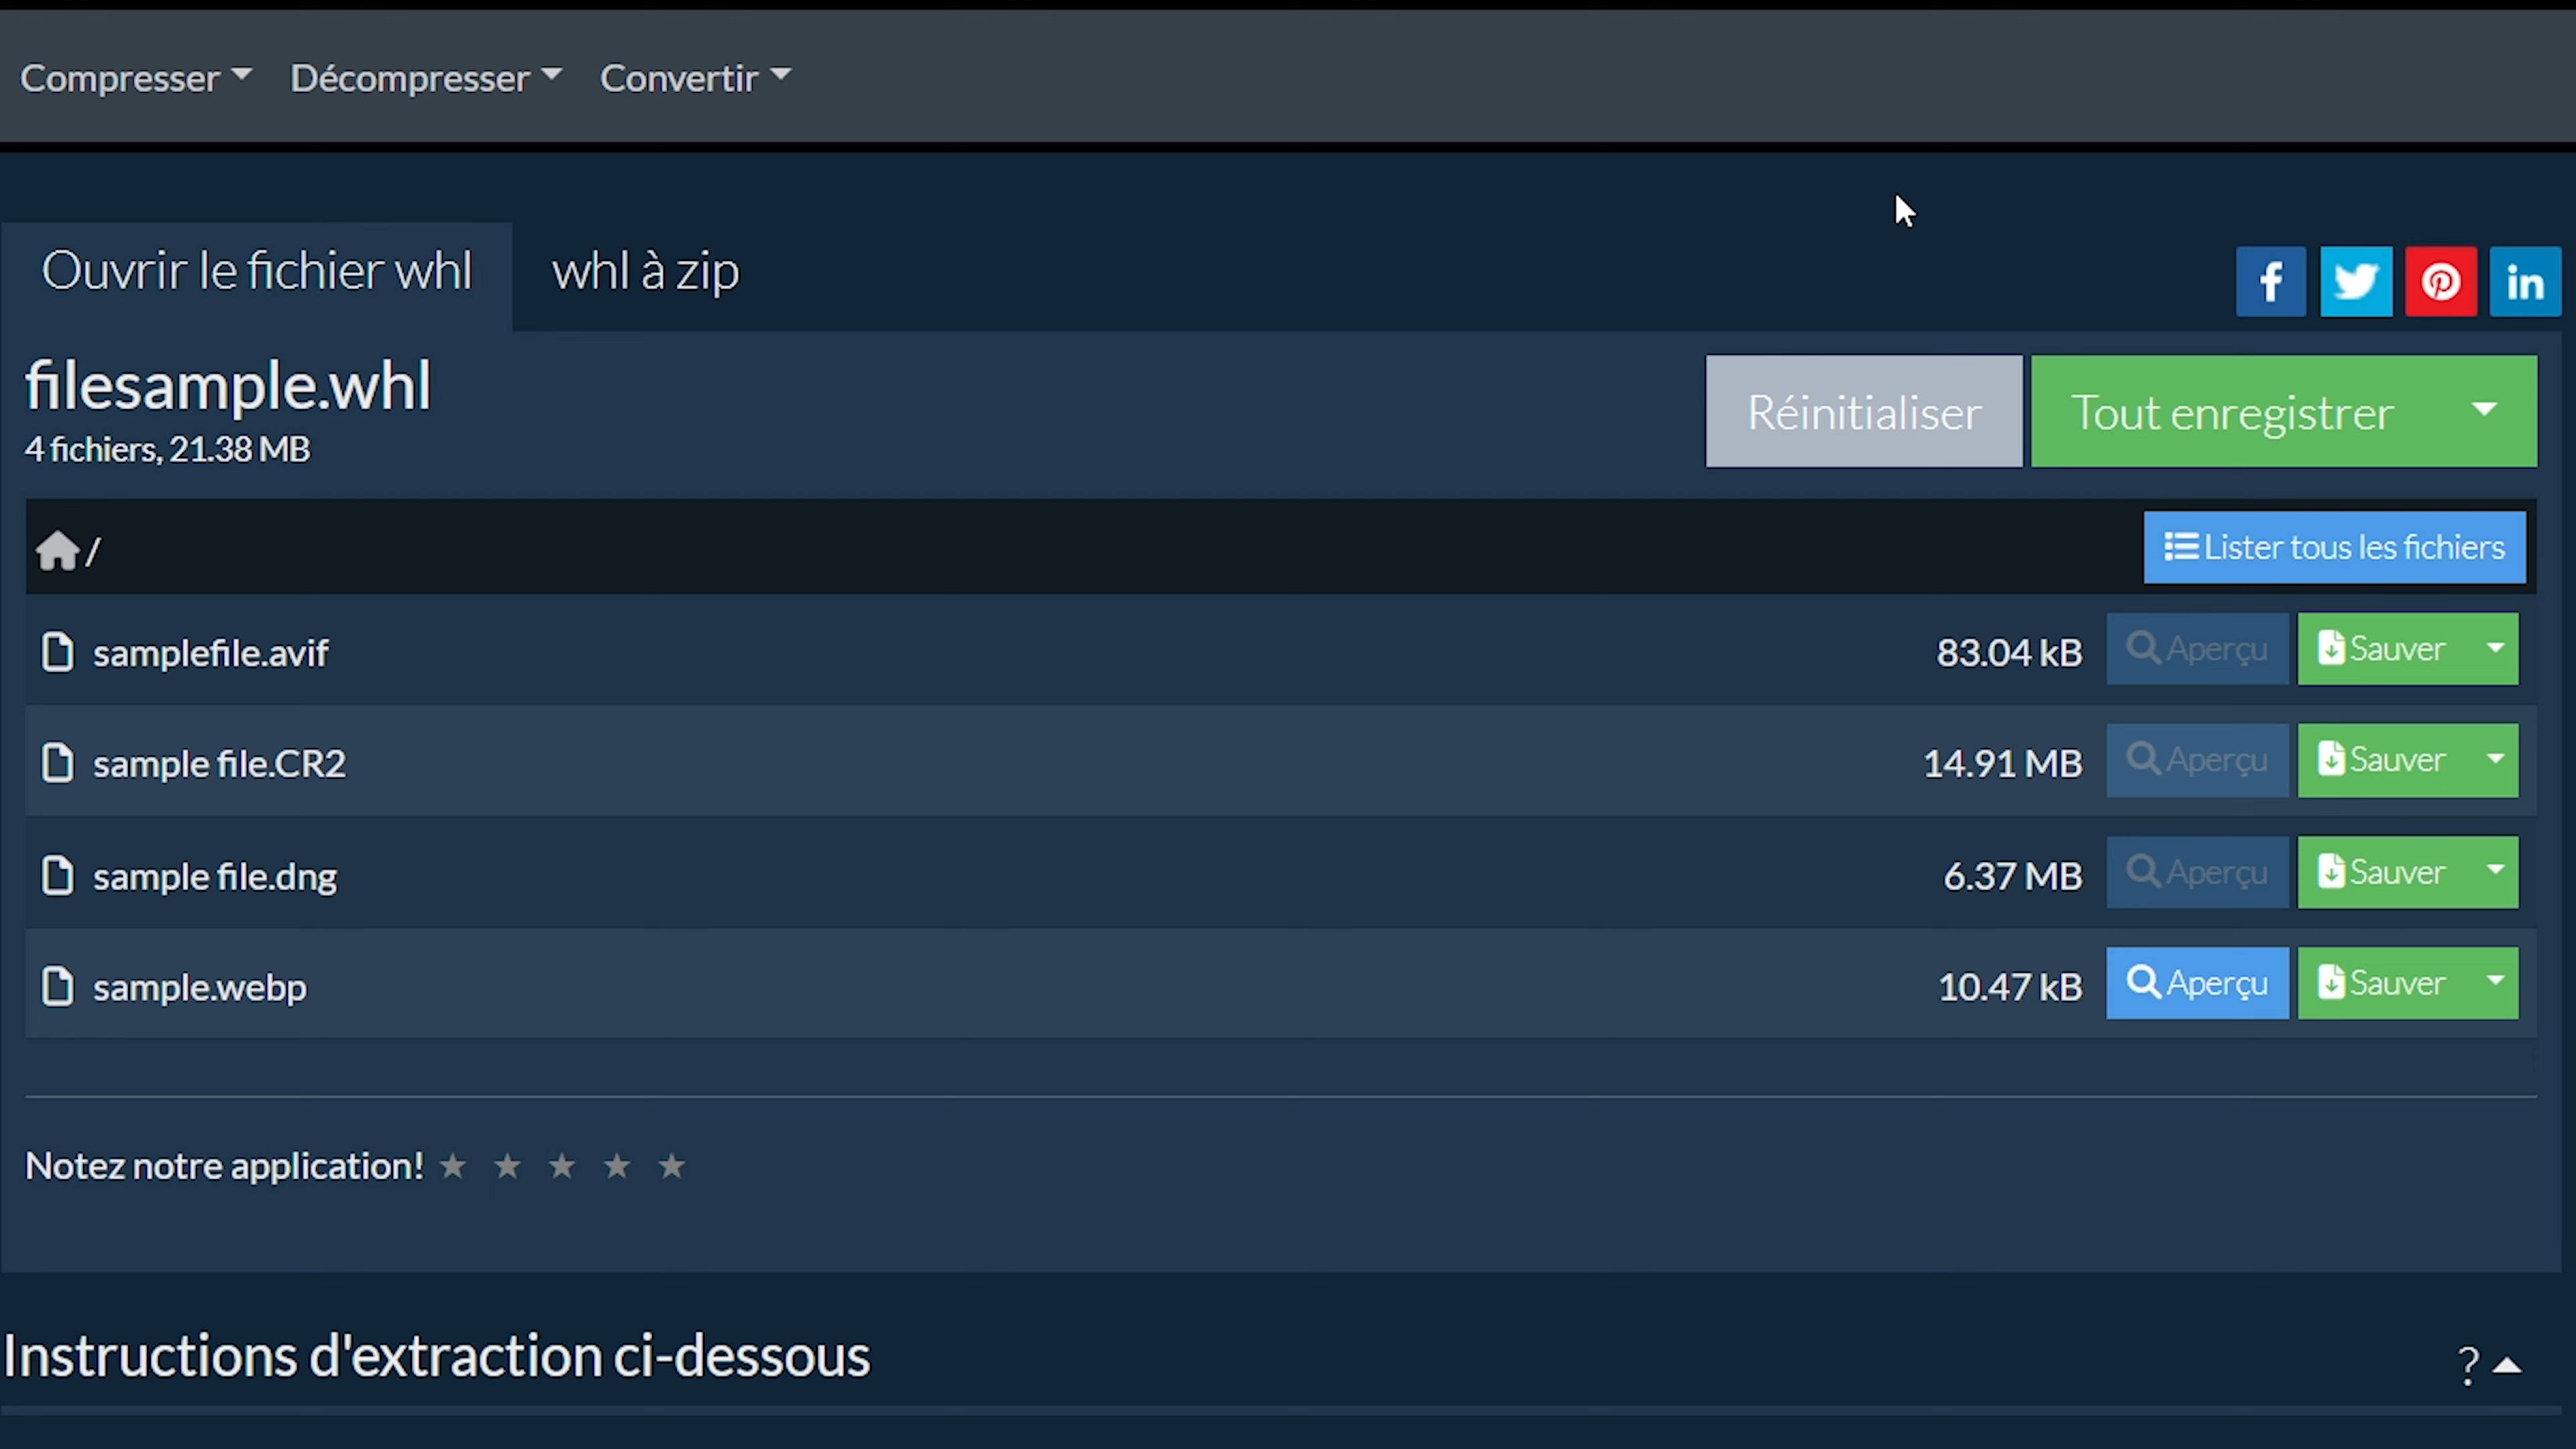 Compresser Décompresser Convertir
Ouvrir le fichier whl whl à zip
filesample.whl
4 fichiers, 21.38 MB
Réinitialiser Tout enregistrer
/ Lister tous les fichiers
samplefile.avif 83.04 kB Aperçu Sauver
sample file.CR2 14.91 MB Aperçu Sauver
sample file.dng 6.37 MB Aperçu Sauver
sample.webp 10.47 kB Aperçu Sauver
Notez notre application!
Instructions d'extraction ci-dessous ?